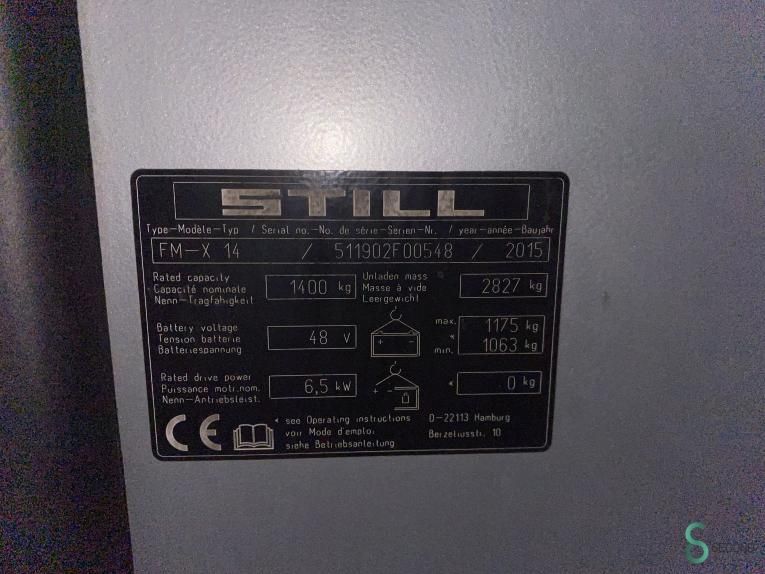 STILL
Type-Modèle-Typ / Serial no.-No. de série-Serien-Nr. / year-année-Baujahr
FM-X 14 / 511902F00548 / 2015
Rated capacity
Capacité nominale
Nenn-Tragfähigkeit
1400 kg
Unladen mass
Masse à vide
Leergewicht
2827 kg
Battery voltage
Tension batterie
Batteriespannung
48 V
max. 1175 kg
*
min. 1063 kg
Rated drive power
Puissance motr.nom.
Nenn-Antriebsleist.
6,5 kW
* 0 kg
CE
* see Operating instructions
voir Mode d'emploi
siehe Betriebsanleitung
D-22113 Hamburg
Berzeliusstr. 10
SECOND